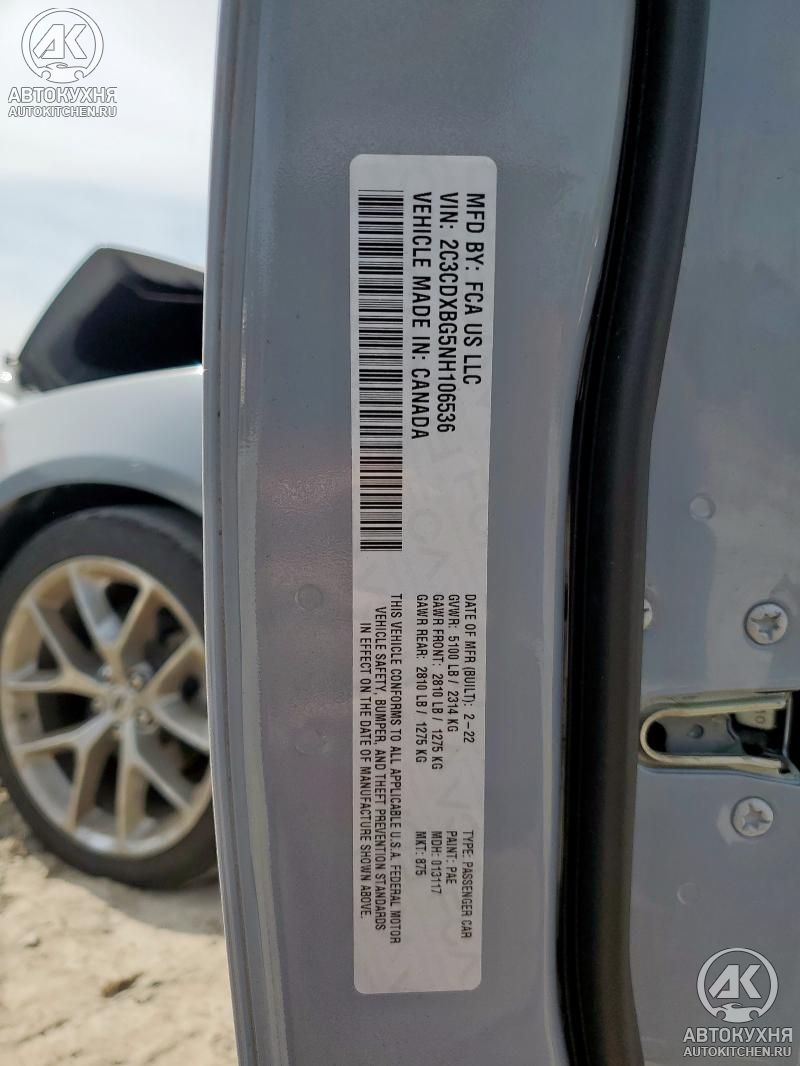 AK
АВТОКУХНЯ
AUTOKITCHEN.RU
MFD BY: FCA US LLC
VIN: 2C3CDXBG5NH106536
VEHICLE MADE IN: CANADA
DATE OF MFR (BUILT): 2-22
GVWR: 5100 LB / 2314 KG
GAWR FRONT: 2810 LB / 1275 KG
GAWR REAR: 2810 LB / 1275 KG
THIS VEHICLE CONFORMS TO ALL APPLICABLE U.S.A. FEDERAL MOTOR
VEHICLE SAFETY, BUMPER, AND THEFT PREVENTION STANDARDS
IN EFFECT ON THE DATE OF MANUFACTURE SHOWN ABOVE.
TYPE: PASSENGER CAR
PAINT: PAE
MDH: 013117
MKT: 875
AK
АВТОКУХНЯ
AUTOKITCHEN.RU